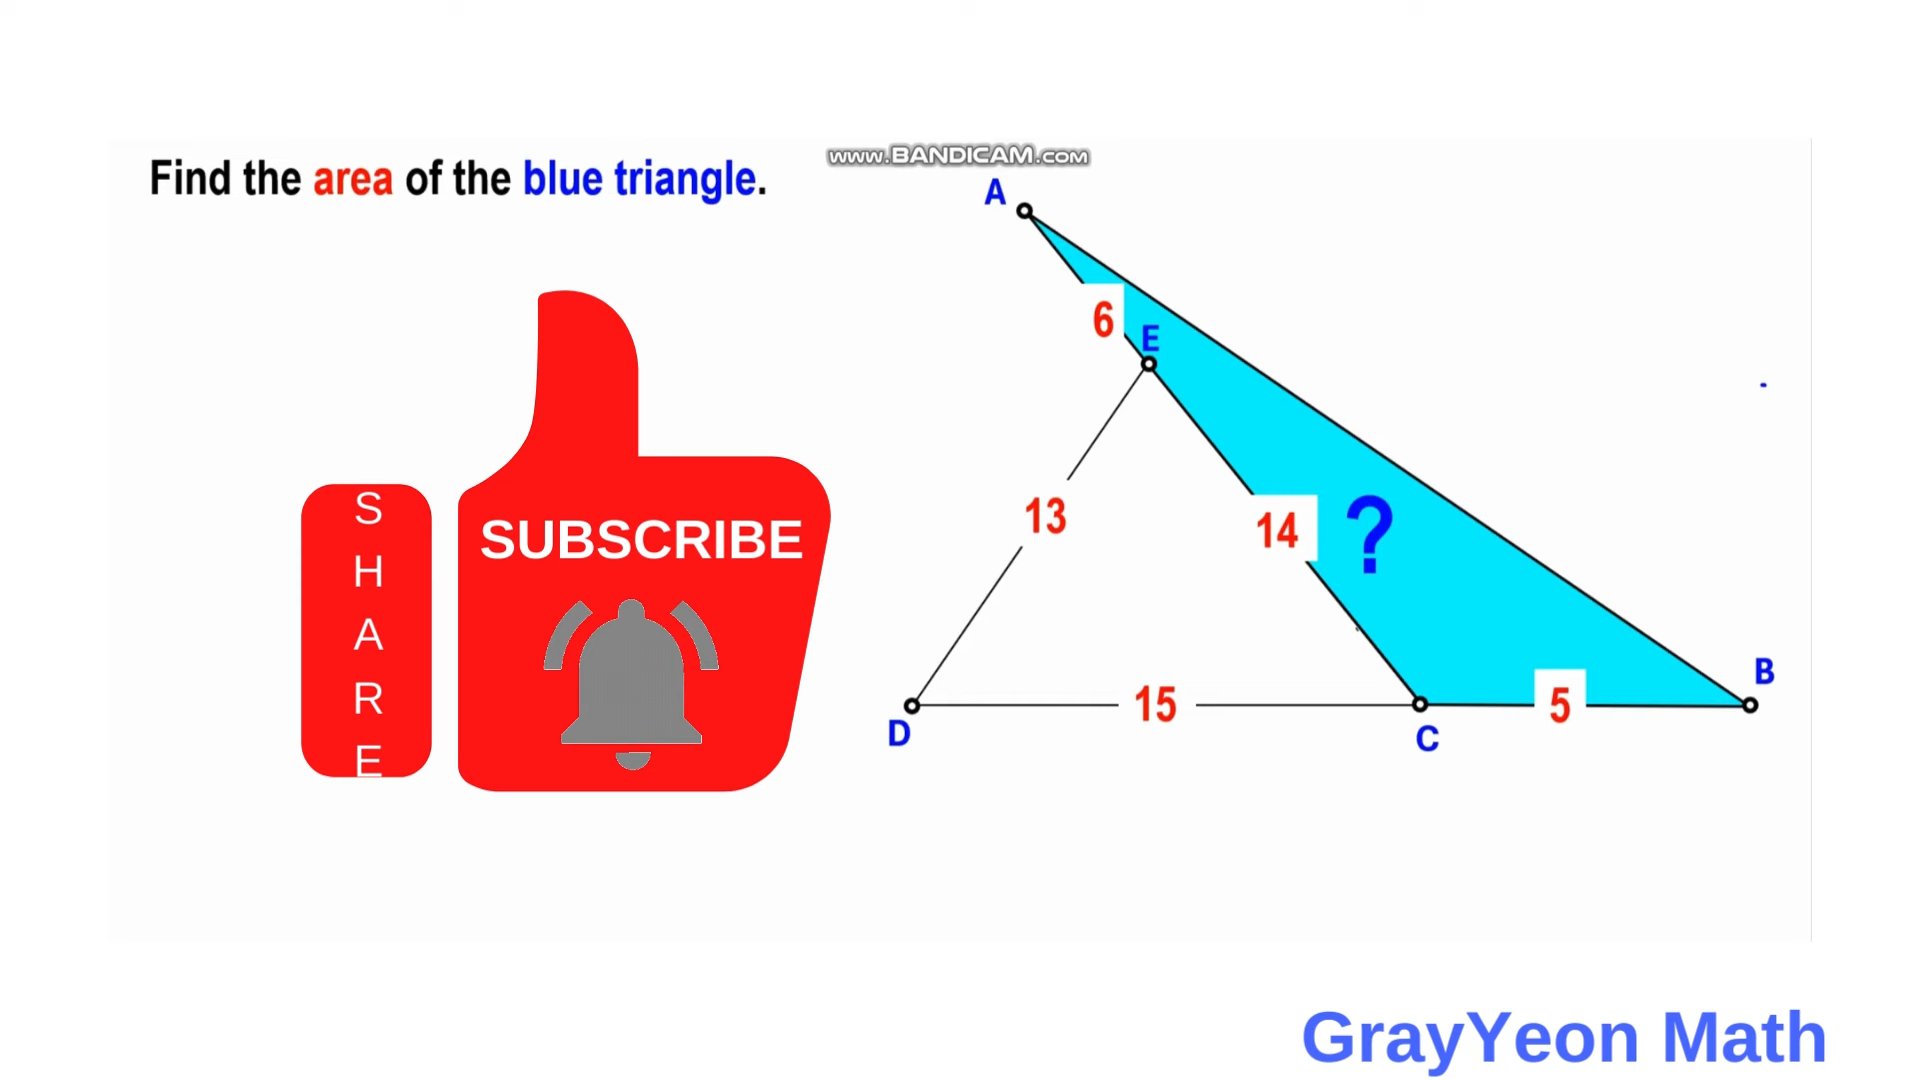 www.BANDICAM.com
Find the area of the blue triangle.
A
6
E
S
H
A
R
E
SUBSCRIBE
13
14
?
B
15
5
D
C
GrayYeon Math